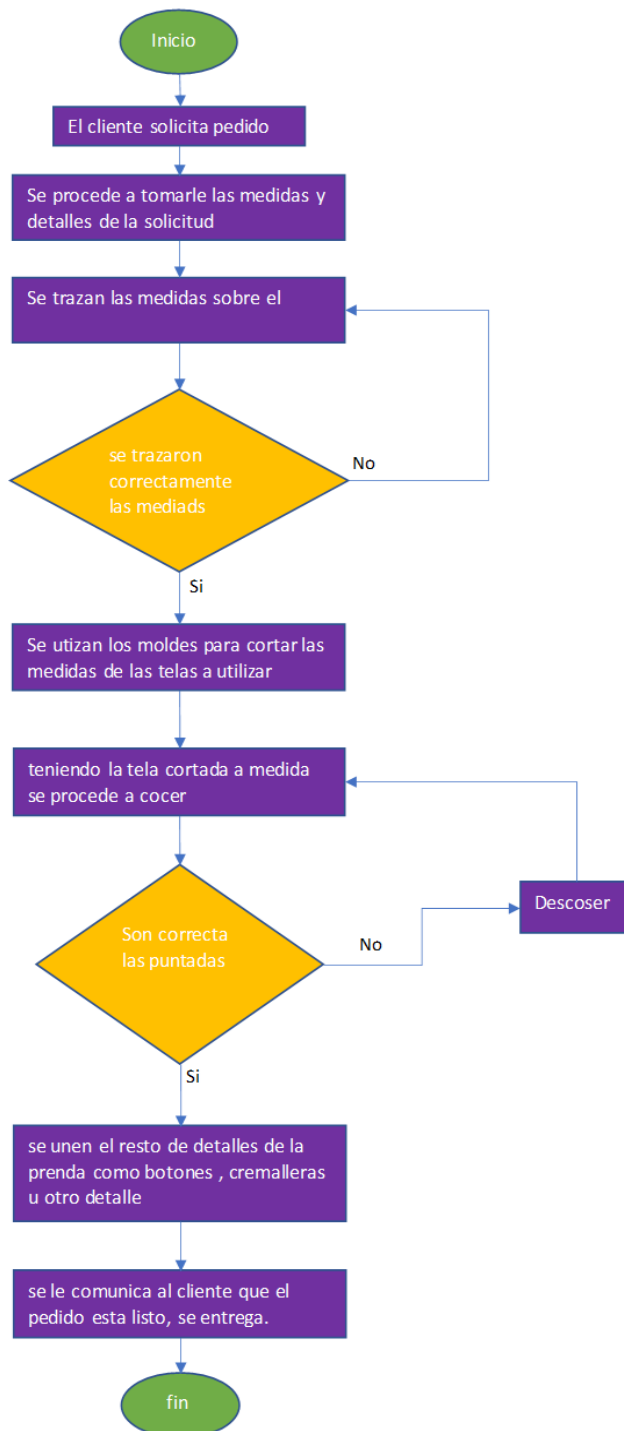 Inicio
El cliente solicita pedido
Se procede a tomarle las medidas y
detalles de la solicitud
Se trazan las medidas sobre el
se trazaron
correctamente
las mediads
No
Si
Se utizan los moldes para cortar las
medidas de las telas a utilizar
teniendo la tela cortada a medida
se procede a cocer
Descoser
Son correcta
las puntadas
No
Si
se unen el resto de detalles de la
prenda como botones , cremalleras
u otro detalle
se le comunica al cliente que el
pedido esta listo, se entrega.
fin